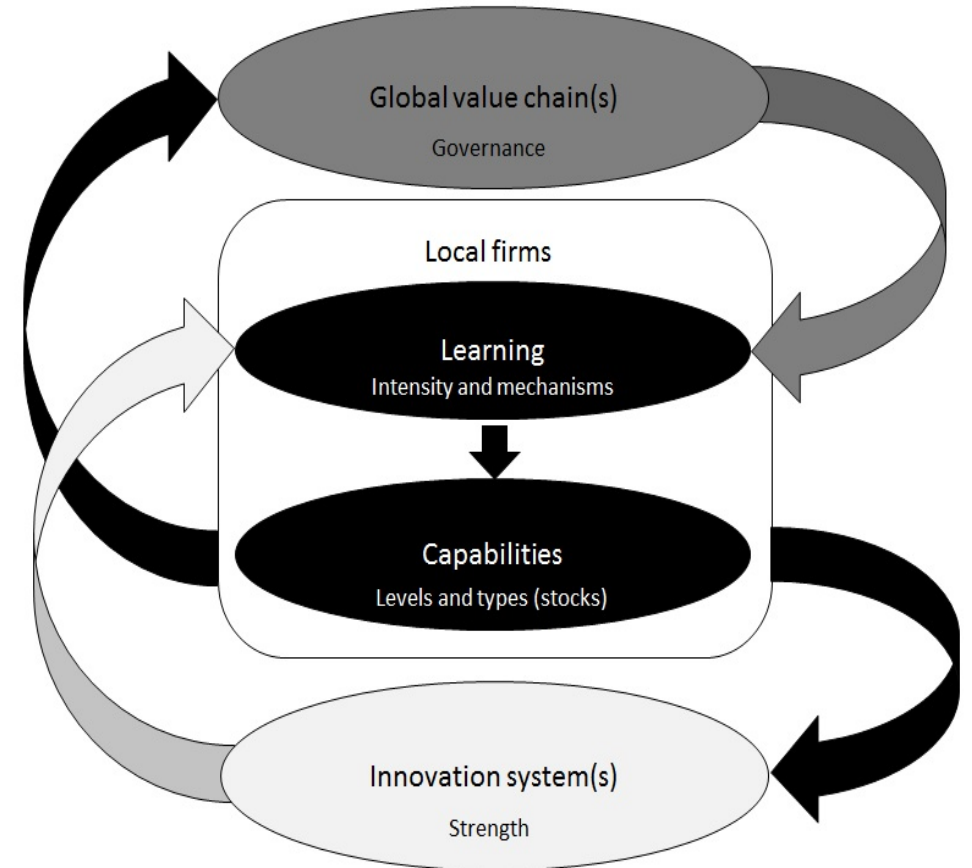 Global value chain(s)
Governance
Local firms
Learning
Intensity and mechanisms
Capabilities
Levels and types (stocks)
Innovation system(s)
Strength